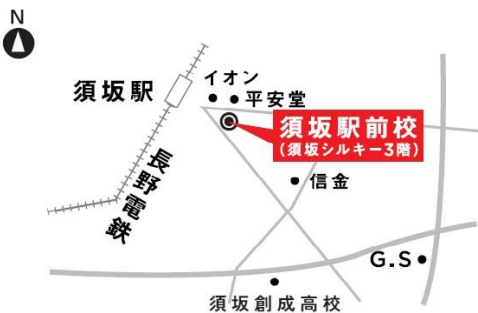 N
イオン
須坂駅
平安堂
須坂駅前校
(須坂シルキー3階)
長野電鉄
信金
G.S
須坂創成高校